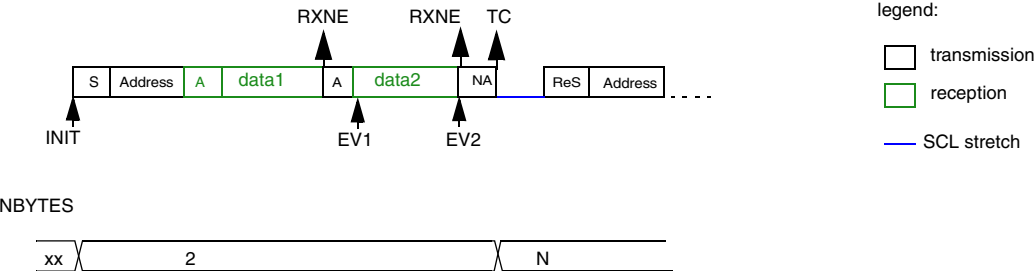 RXNE RXNE TC legend:
S Address A data1 A data2 NA ReS Address transmission
reception
INIT EV1 EV2 SCL stretch
NBYTES
xx 2 N